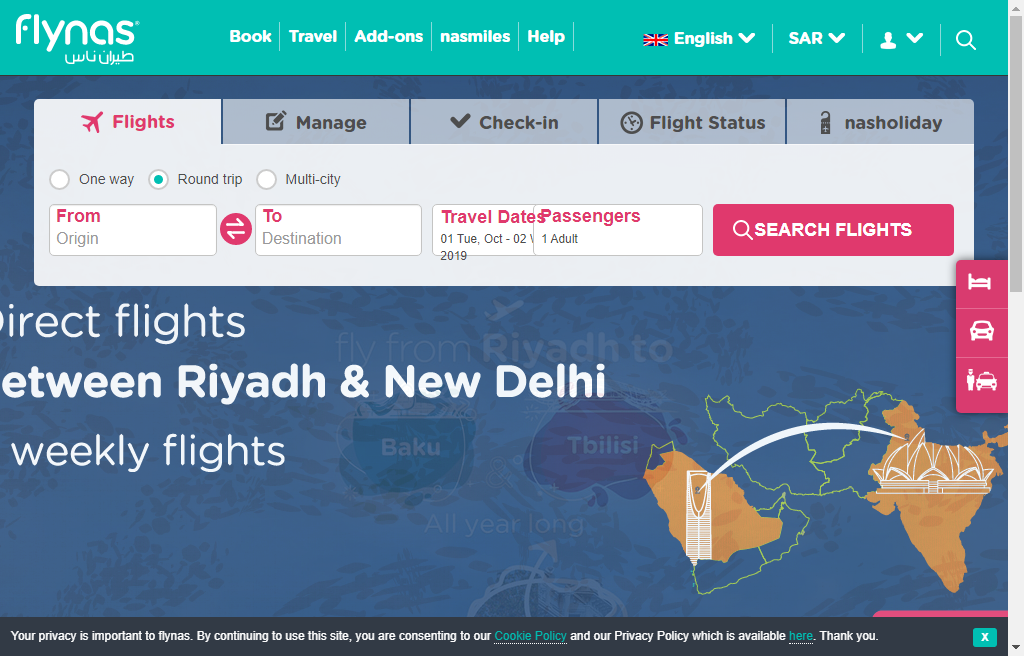 flynas
طيران ناس
Book Travel Add-ons nasmiles Help English SAR
Flights Manage Check-in Flight Status nasholiday
One way Round trip Multi-city
From To Travel Dates Passengers
Origin Destination 01 Tue, Oct - 02 1 Adult SEARCH FLIGHTS
2019
Direct flights
fly from Riyadh to
etween Riyadh & New Delhi
Baku Tbilisi
weekly flights
All year long
Your privacy is important to flynas. By continuing to use this site, you are consenting to our Cookie Policy and our Privacy Policy which is available here. Thank you. X